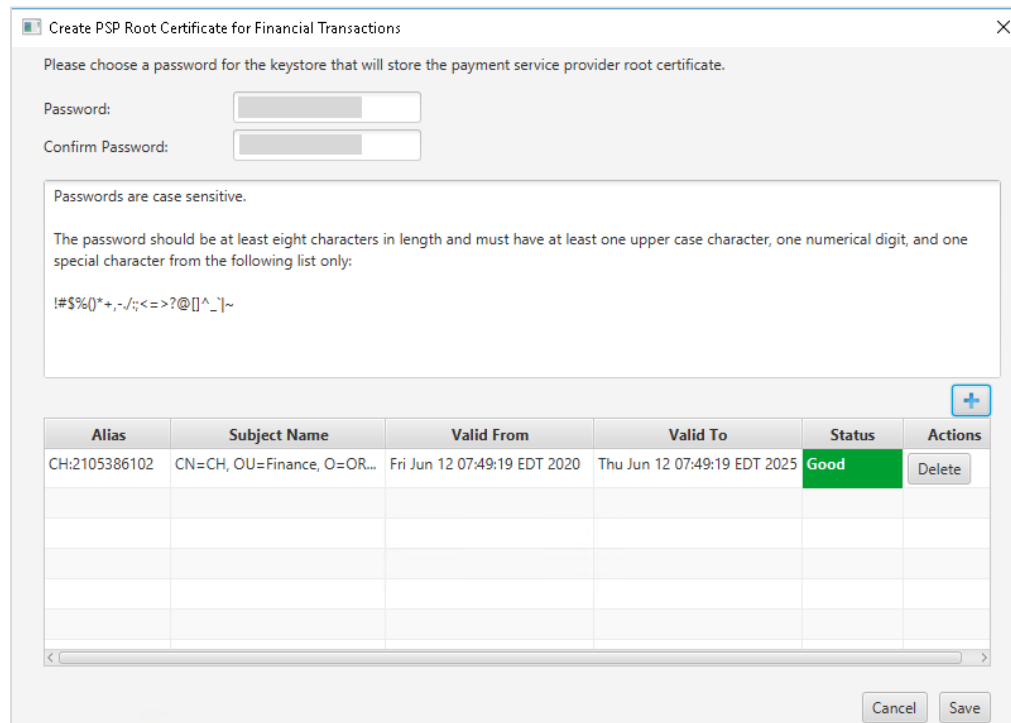 Create PSP Root Certificate for Financial Transactions
Please choose a password for the keystore that will store the payment service provider root certificate.
Password:
Confirm Password:
Passwords are case sensitive.
The password should be at least eight characters in length and must have at least one upper case character, one numerical digit, and one
special character from the following list only:
!#$%()*+,-./:;<=>?@[]^_`|~
Alias Subject Name Valid From Valid To Status Actions
CH:2105386102 CN=CH, OU=Finance, O=OR... Fri Jun 12 07:49:19 EDT 2020 Thu Jun 12 07:49:19 EDT 2025 Good Delete
Cancel Save